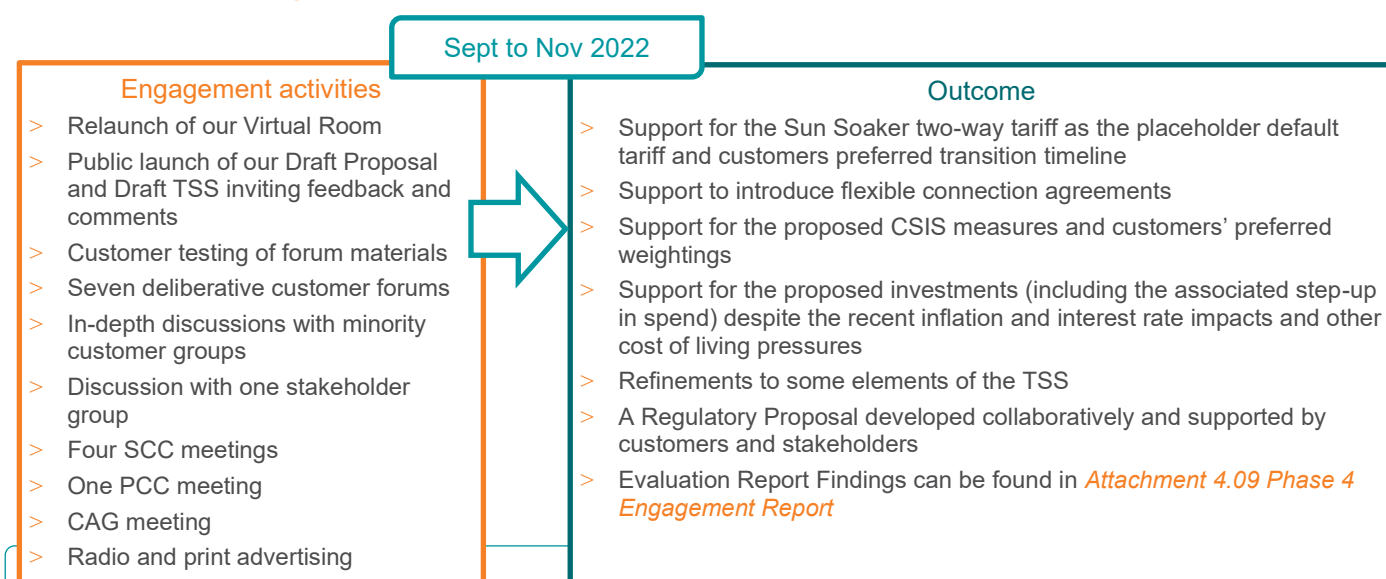 Sept to Nov 2022
Engagement activities
> Relaunch of our Virtual Room
> Public launch of our Draft Proposal
and Draft TSS inviting feedback and
comments
> Customer testing of forum materials
> Seven deliberative customer forums
> In-depth discussions with minority
customer groups
> Discussion with one stakeholder
group
> Four SCC meetings
> One PCC meeting
> CAG meeting
> Radio and print advertising
Outcome
> Support for the Sun Soaker two-way tariff as the placeholder default
tariff and customers preferred transition timeline
> Support to introduce flexible connection agreements
> Support for the proposed CSIS measures and customers’ preferred
weightings
> Support for the proposed investments (including the associated step-up
in spend) despite the recent inflation and interest rate impacts and other
cost of living pressures
> Refinements to some elements of the TSS
> A Regulatory Proposal developed collaboratively and supported by
customers and stakeholders
> Evaluation Report Findings can be found in Attachment 4.09 Phase 4
Engagement Report